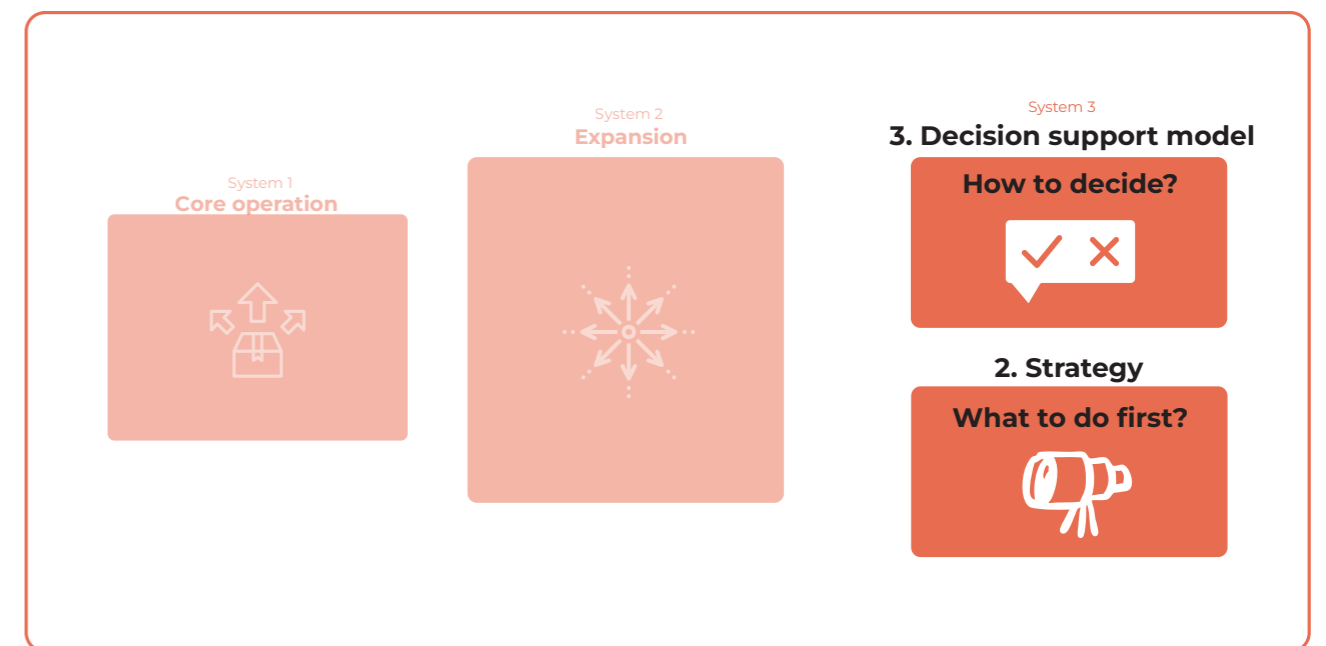 System 1
Core operation
System 2
Expansion
System 3
3. Decision support model
How to decide?
2. Strategy
What to do first?